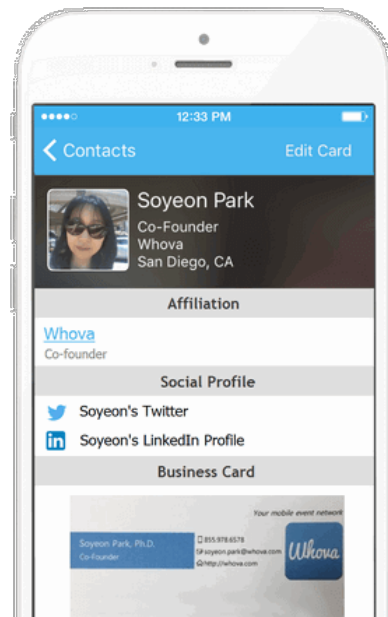 12:33 PM
Contacts
Edit Card
Soyeon Park
Co-Founder
Whova
San Diego, CA
Affiliation
Whova
Co-founder
Social Profile
Soyeon's Twitter
in
Soyeon's LinkedIn Profile
Business Card
Your mobile event network
Soyeon Park, Ph.D.
Co-Founder
855.978.6578
soyeon.park@whova.com
http://whova.com
Whova